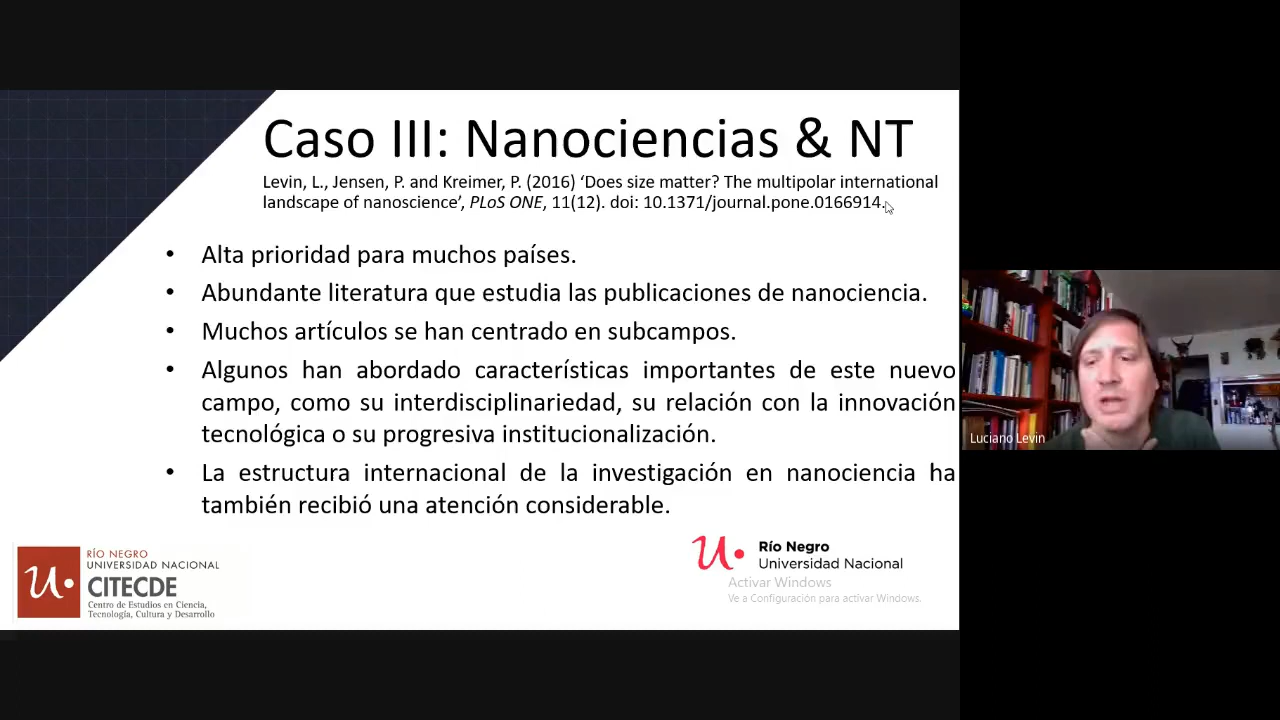 Caso III: Nanociencias & NT
Levin, L., Jensen, P. and Kreimer, P. (2016) ‘Does size matter? The multipolar international
landscape of nanoscience’, PLoS ONE, 11(12). doi: 10.1371/journal.pone.0166914.
• Alta prioridad para muchos países.
• Abundante literatura que estudia las publicaciones de nanociencia.
• Muchos artículos se han centrado en subcampos.
• Algunos han abordado características importantes de este nuevo
campo, como su interdisciplinariedad, su relación con la innovación
tecnológica o su progresiva institucionalización.
• La estructura internacional de la investigación en nanociencia ha
también recibió una atención considerable.
RÍO NEGRO
UNIVERSIDAD NACIONAL
CITECDE
Centro de Estudios en Ciencia,
Tecnología, Cultura y Desarrollo
Río Negro
Universidad Nacional
Activar Windows
Ve a Configuración para activar Windows.
Luciano Levin